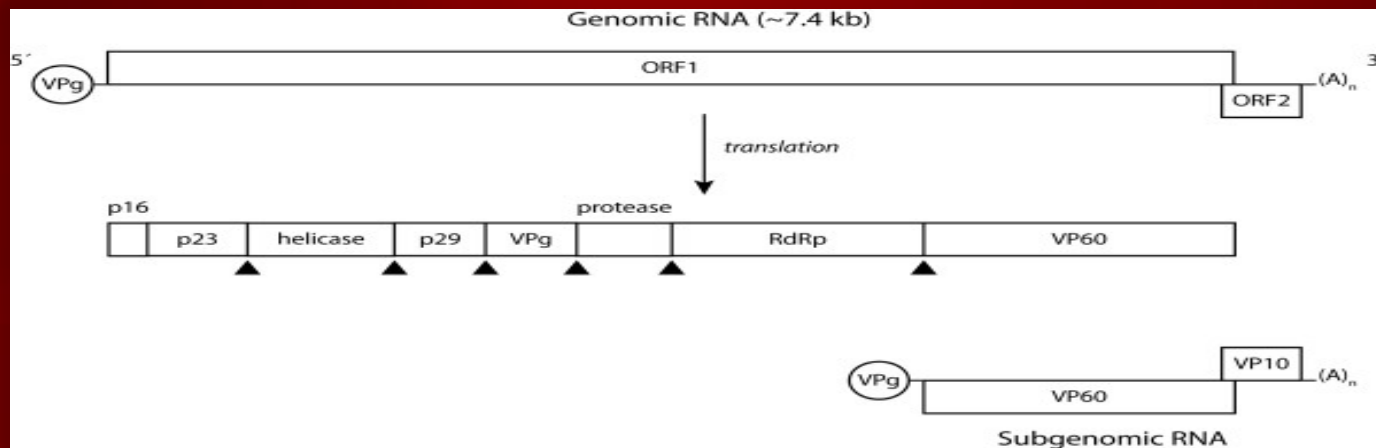 Genomic RNA (~7.4 kb)
5´ 3
ORF1
VPg
(A)n
ORF2
translation
p16 protease
p23 helicase p29 VPg RdRp VP60
VP10
VPg (A)n
VP60
Subgenomic RNA